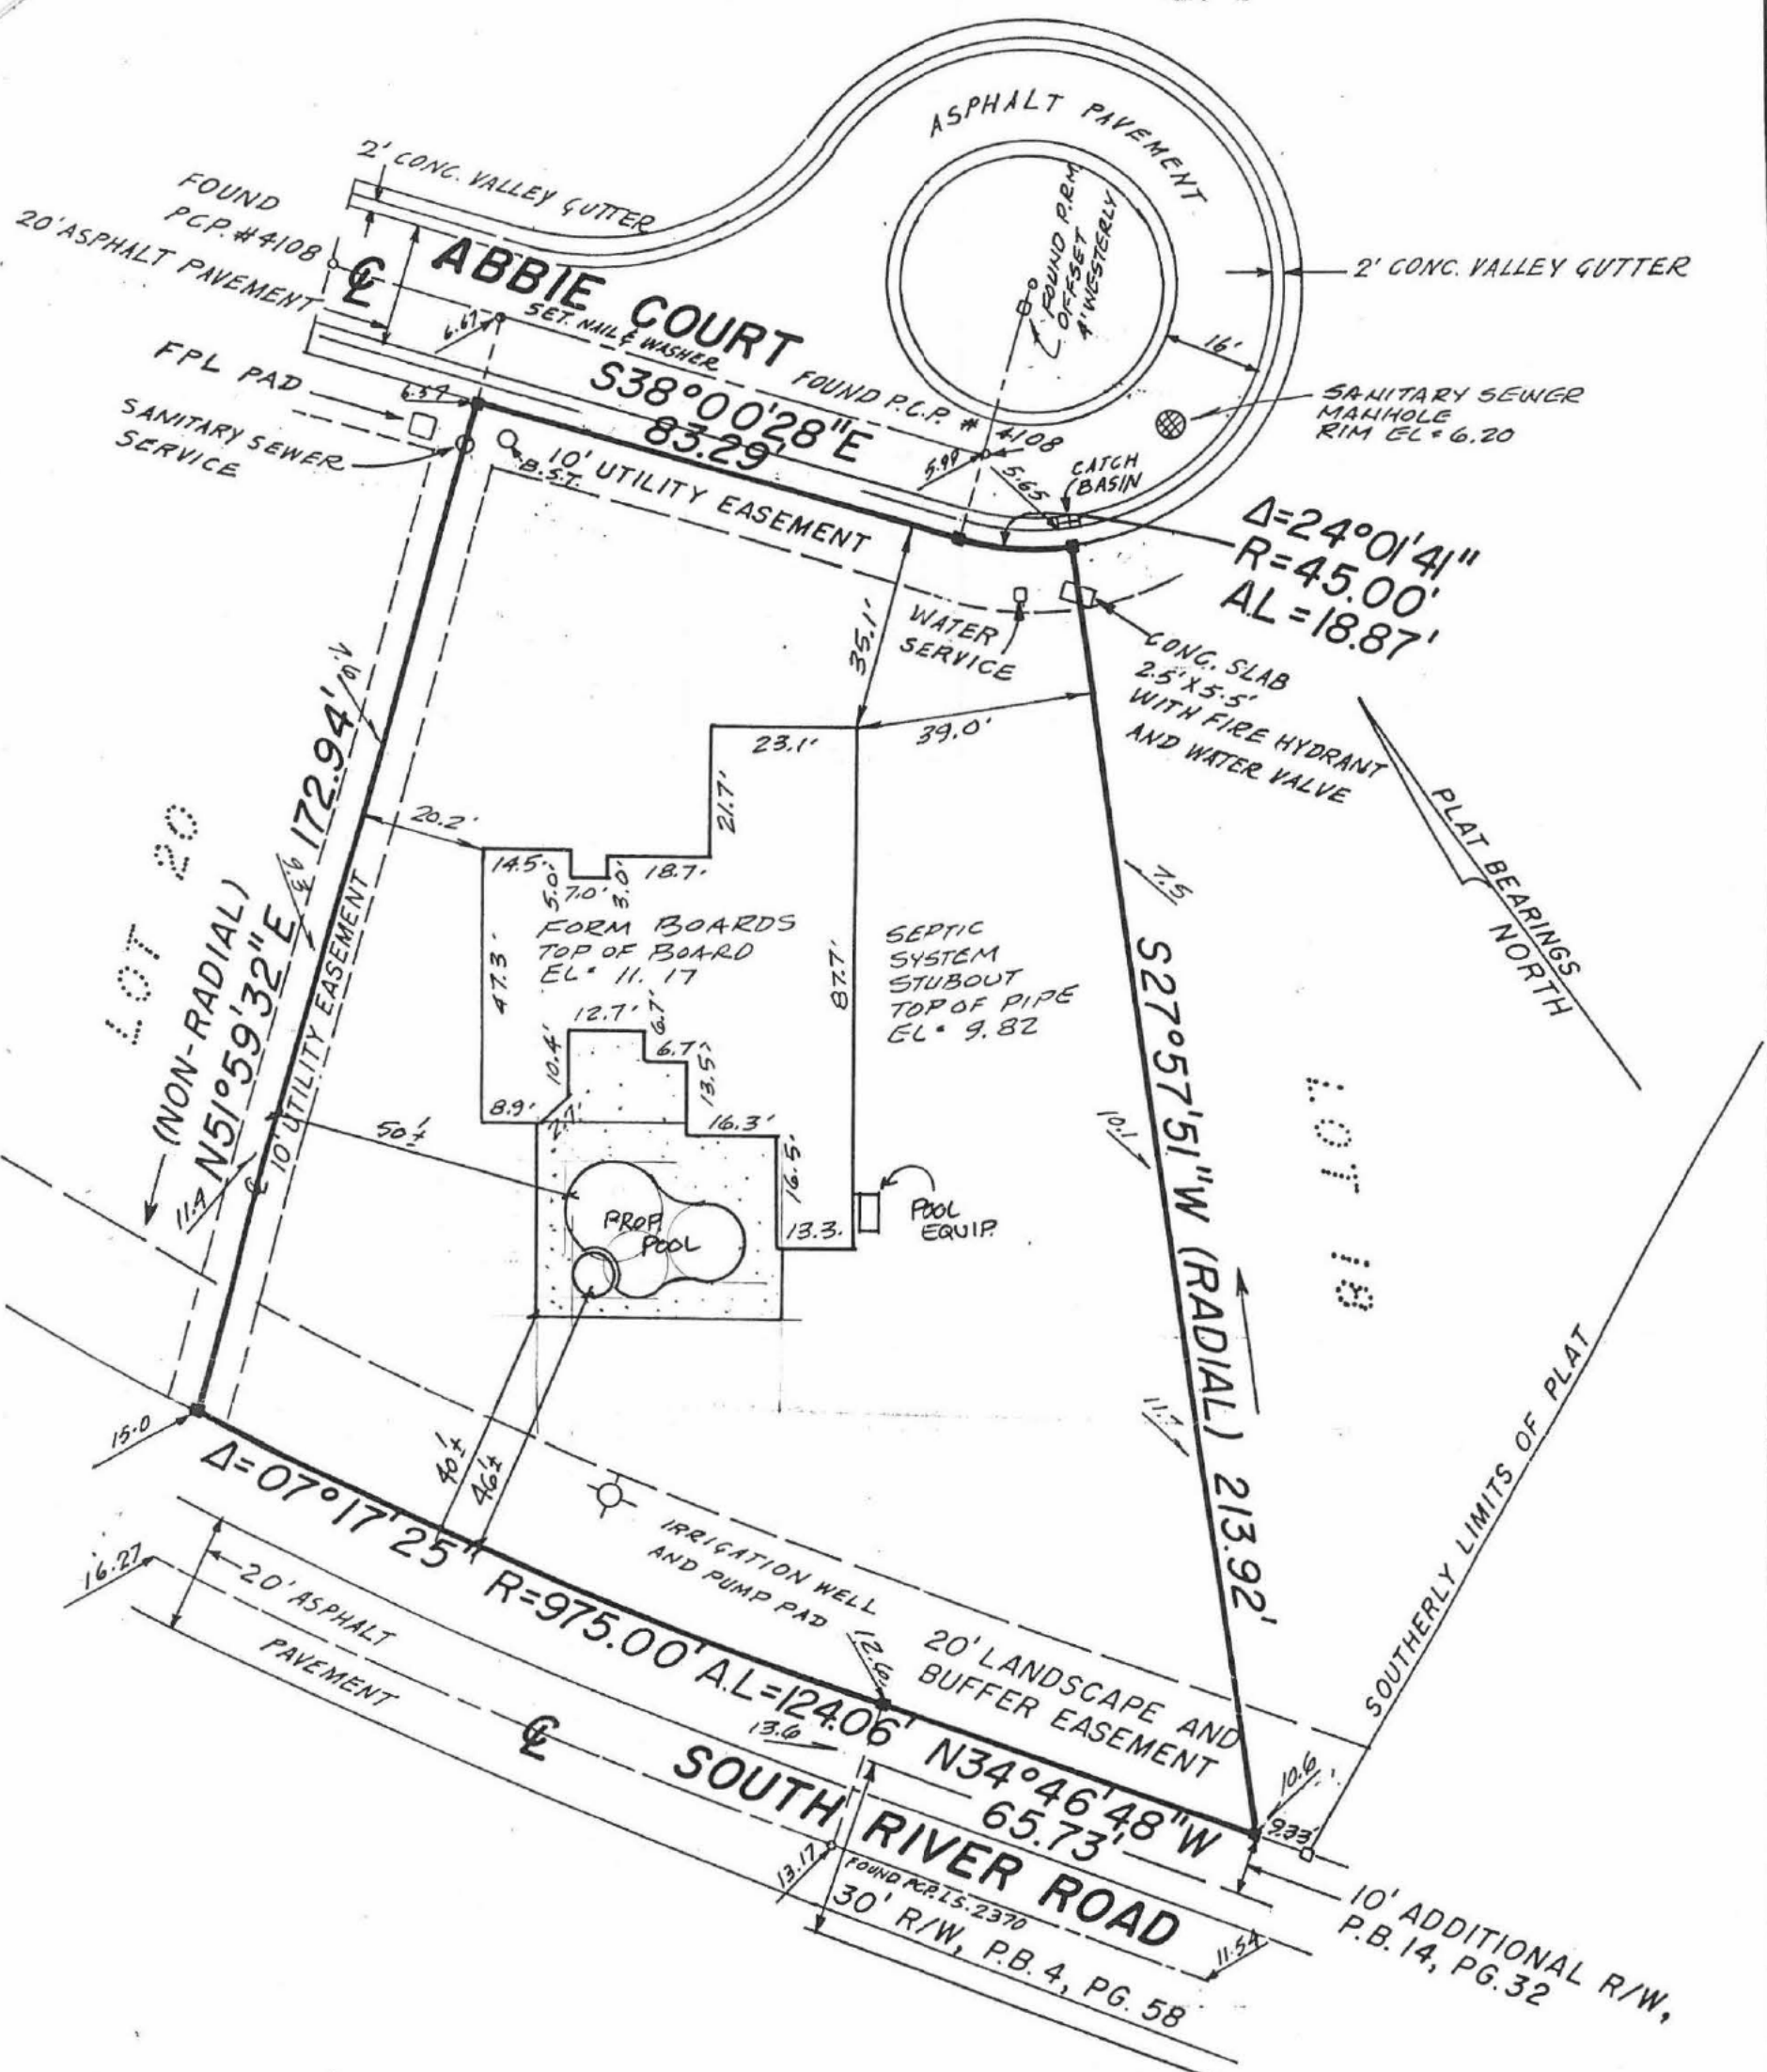 ASPHALT PAVEMENT
2' CONC. VALLEY GUTTER
FOUND
P.C.P. #4108
20' ASPHALT PAVEMENT
℄
ABBIE COURT
SET. NAIL & WASHER
6.67
FOUND P.R.M.
OFFSET
4' WESTERLY
2' CONC. VALLEY GUTTER
16'
SANITARY SEWER
MANHOLE
RIM EL. 6.20
FPL PAD
6.57
SANITARY SEWER
SERVICE
S38°00'28"E
83.29'
FOUND P.C.P. # 4108
5.99
5.65
CATCH
BASIN
B.S.T.
10' UTILITY EASEMENT
Δ=24°01'41"
R=45.00'
A.L.=18.87'
35.1'
WATER
SERVICE
CONC. SLAB
2.5' X 5.5'
WITH FIRE HYDRANT
AND WATER VALVE
39.0'
PLAT BEARINGS
NORTH
23.1'
21.7'
20.2'
14.5'
5.0'
7.0'
3.0'
18.7'
FORM BOARDS
TOP OF BOARD
EL. 11.17
47.3'
87.7'
SEPTIC
SYSTEM
STUBOUT
TOP OF PIPE
EL. 9.82
12.7'
6.7'
6.7'
10.4'
13.5'
8.9'
16.3'
16.5'
13.3'
PROP.
POOL
POOL
EQUIP.
50'±
LOT 20
(NON-RADIAL)
N51°59'32"E 172.94'
10' UTILITY EASEMENT
11.4
7.5
10.1
11.7
S27°57'51"W (RADIAL) 213.92'
LOT 18
SOUTHERLY LIMITS OF PLAT
15.0
40'±
46'±
Δ=07°17'25"
R=975.00' A.L.=124.06'
16.27
20' ASPHALT
PAVEMENT
IRRIGATION WELL
AND PUMP PAD
12.6
13.6
20' LANDSCAPE AND
BUFFER EASEMENT
N34°46'48"W
65.73'
10.6
9.33'
℄
SOUTH RIVER ROAD
13.17
FOUND P.C.P. L.S. 2370
30' R/W, P.B. 4, PG. 58
11.54
10' ADDITIONAL R/W,
P.B. 14, PG. 32